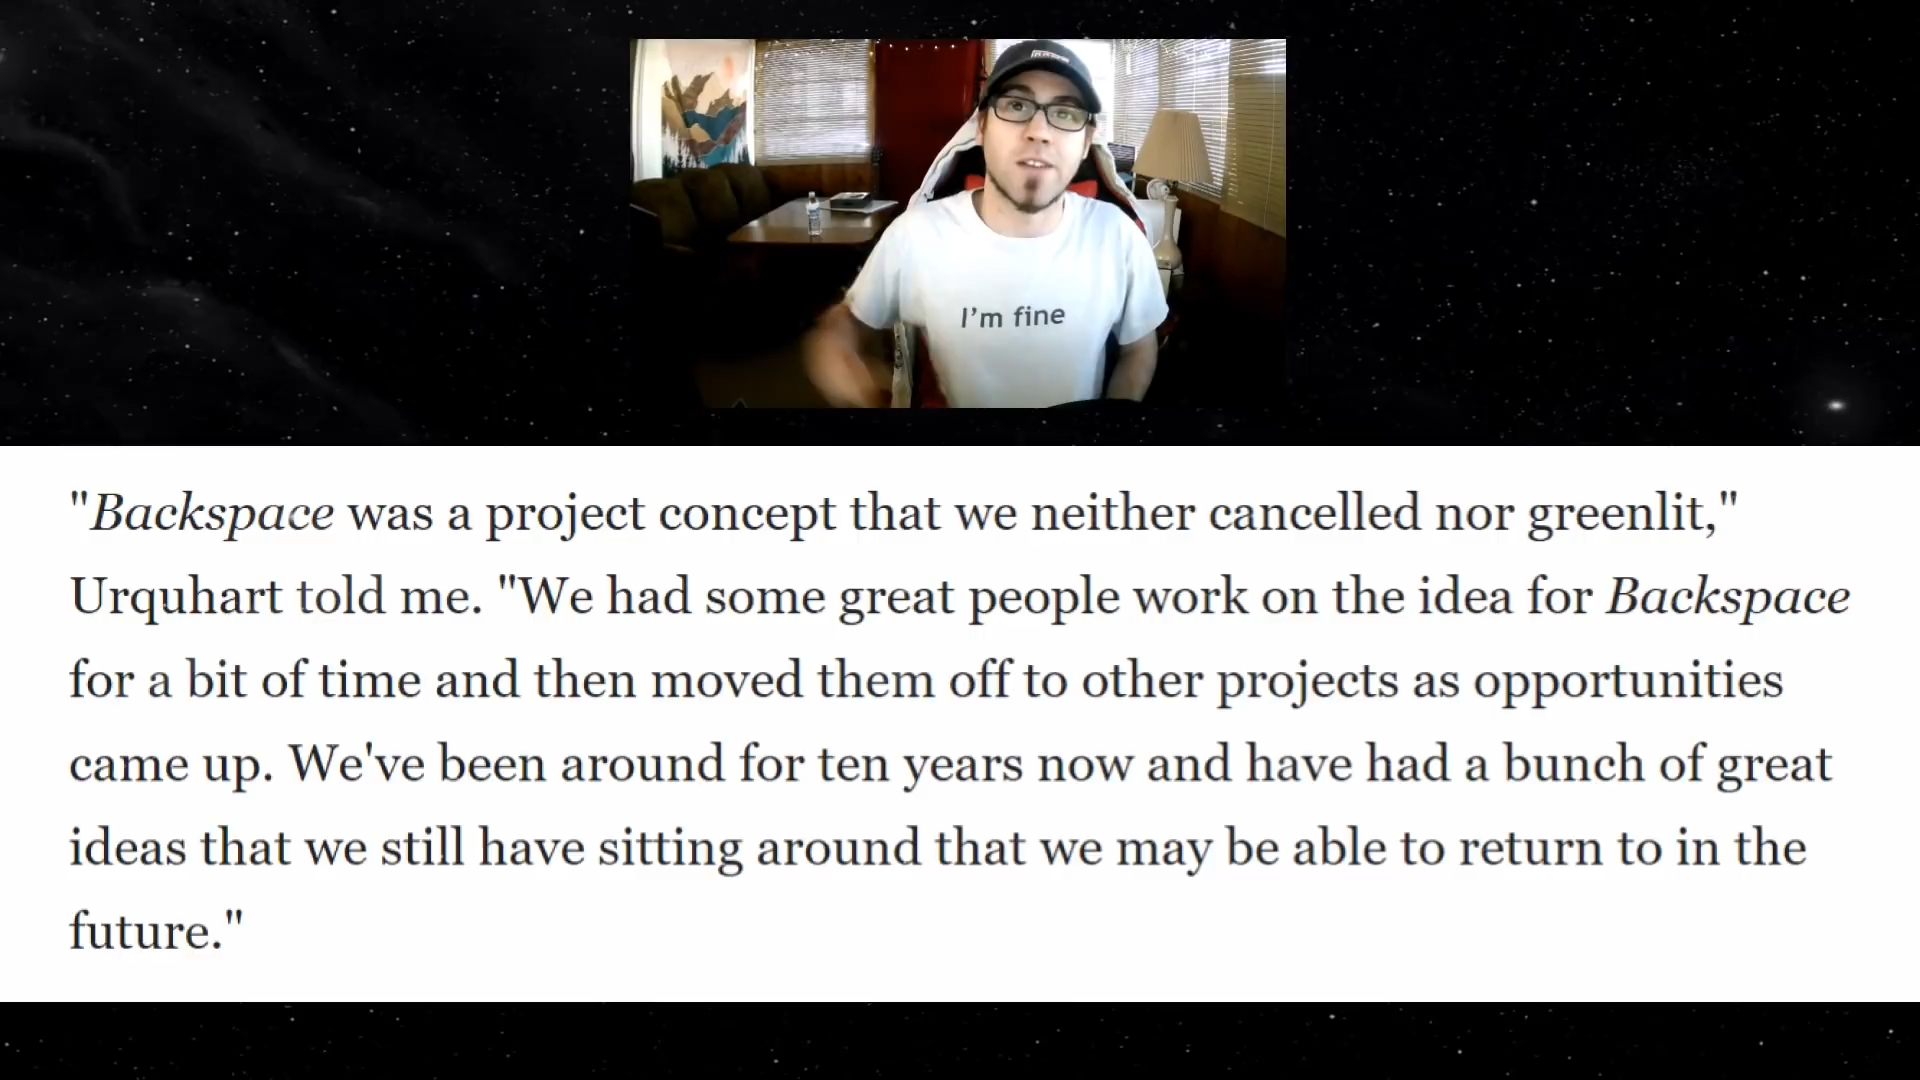 I'm fine
"Backspace was a project concept that we neither cancelled nor greenlit,"
Urquhart told me. "We had some great people work on the idea for Backspace
for a bit of time and then moved them off to other projects as opportunities
came up. We've been around for ten years now and have had a bunch of great
ideas that we still have sitting around that we may be able to return to in the
future."